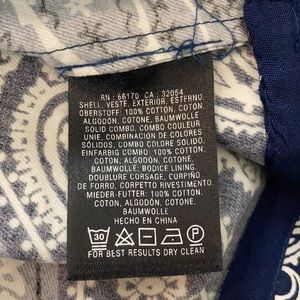 RN : 66170 CA : 32054
SHELL, VESTE, EXTERIOR, ESTERNO,
OBERSTOFF: 100% COTTON, COTON,
ALGODÓN, COTONE, BAUMWOLLE
SOLID COMBO, COMBO COULEUR
UNIE, COMBINACION DE COLORES
SÓLIDOS, COMBO COLORE SOLIDO,
EINFARBIG COMBO: 100% COTTON,
COTON, ALGODÓN, COTONE,
BAUMWOLLE; BODICE LINING
DOUBLURE CORSAGE, CORPINO
DE FORRO, CORPETTO RIVESTIMENTO,
MIEDER-FUTTER: 100% COTTON,
COTON, ALGODÓN, COTONE,
BAUMWOLLE
HECHO EN CHINA
30
FOR BEST RESULTS DRY CLEAN